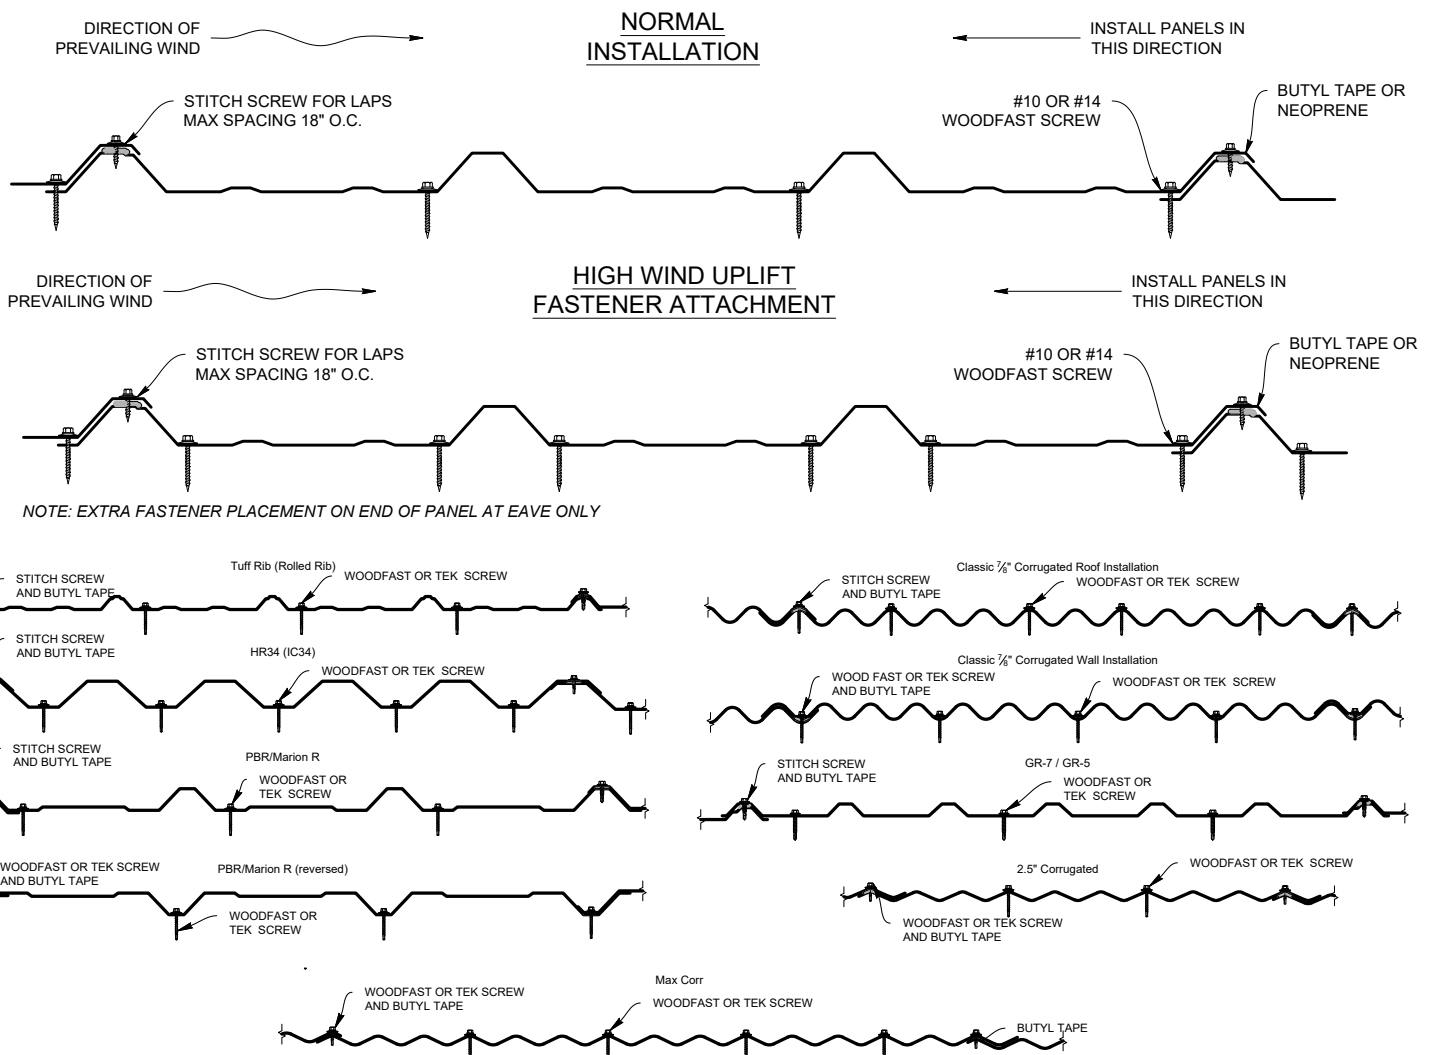 NORMAL
INSTALLATION
DIRECTION OF
PREVAILING WIND
INSTALL PANELS IN
THIS DIRECTION
STITCH SCREW FOR LAPS
MAX SPACING 18" O.C.
#10 OR #14
WOODFAST SCREW
BUTYL TAPE OR
NEOPRENE
HIGH WIND UPLIFT
FASTENER ATTACHMENT
DIRECTION OF
PREVAILING WIND
INSTALL PANELS IN
THIS DIRECTION
STITCH SCREW FOR LAPS
MAX SPACING 18" O.C.
#10 OR #14
WOODFAST SCREW
BUTYL TAPE OR
NEOPRENE
NOTE: EXTRA FASTENER PLACEMENT ON END OF PANEL AT EAVE ONLY
Tuff Rib (Rolled Rib)
STITCH SCREW
AND BUTYL TAPE
WOODFAST OR TEK SCREW
HR34 (IC34)
STITCH SCREW
AND BUTYL TAPE
WOODFAST OR TEK SCREW
PBR/Marion R
STITCH SCREW
AND BUTYL TAPE
WOODFAST OR
TEK SCREW
PBR/Marion R (reversed)
WOODFAST OR TEK SCREW
AND BUTYL TAPE
WOODFAST OR
TEK SCREW
Classic ⅞" Corrugated Roof Installation
STITCH SCREW
AND BUTYL TAPE
WOODFAST OR TEK SCREW
Classic ⅞" Corrugated Wall Installation
WOOD FAST OR TEK SCREW
AND BUTYL TAPE
WOODFAST OR TEK SCREW
GR-7 / GR-5
STITCH SCREW
AND BUTYL TAPE
WOODFAST OR
TEK SCREW
2.5" Corrugated
WOODFAST OR TEK SCREW
WOODFAST OR TEK SCREW
AND BUTYL TAPE
Max Corr
WOODFAST OR TEK SCREW
AND BUTYL TAPE
WOODFAST OR TEK SCREW
BUTYL TAPE